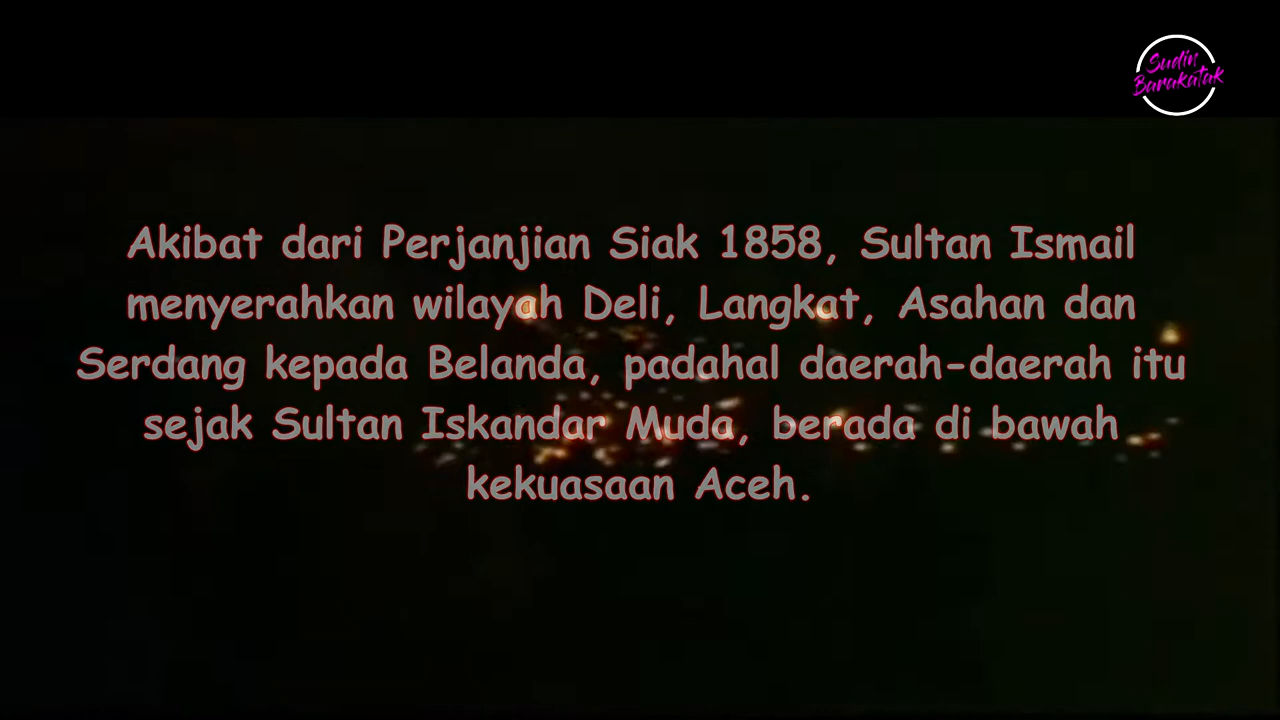 Sudin
Barakatak
Akibat dari Perjanjian Siak 1858, Sultan Ismail
menyerahkan wilayah Deli, Langkat, Asahan dan
Serdang kepada Belanda, padahal daerah-daerah itu
sejak Sultan Iskandar Muda, berada di bawah
kekuasaan Aceh.